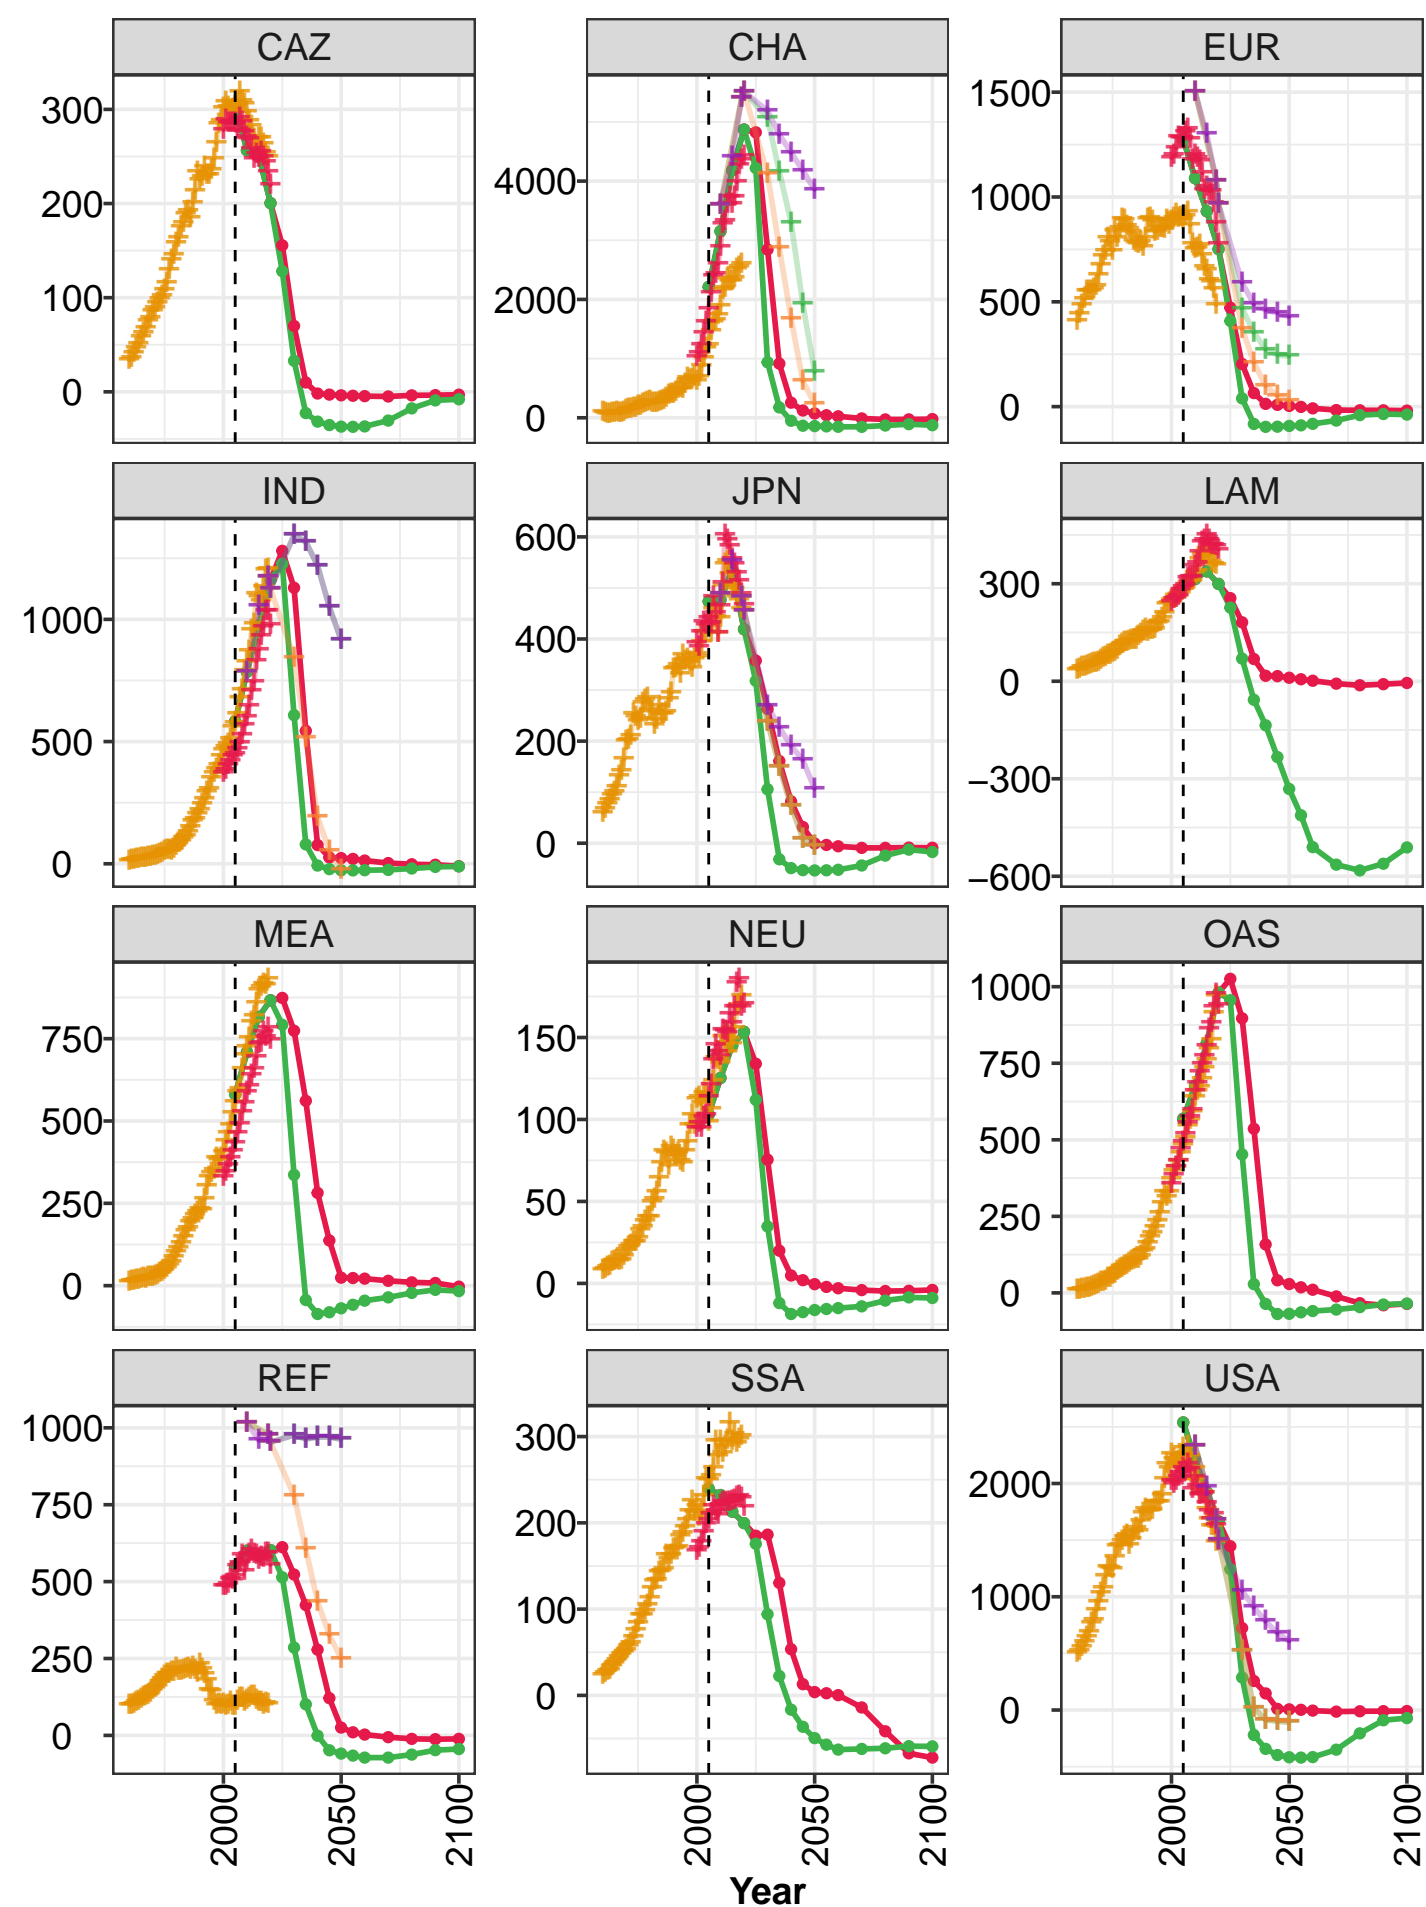 CAZ CHA EUR
300 4000 1500
200 2000 1000
100 0 500
0 0
IND JPN LAM
1000 600 300
500 400 0
0 200 −300
0 −600
MEA NEU OAS
750 150 1000
500 100 750
250 50 500
0 0 250
0
REF SSA USA
1000 300 2000
750 200 1000
500 100 0
250 0
0
2000 2050 2100 2000 2050 2100 2000 2050 2100
Year